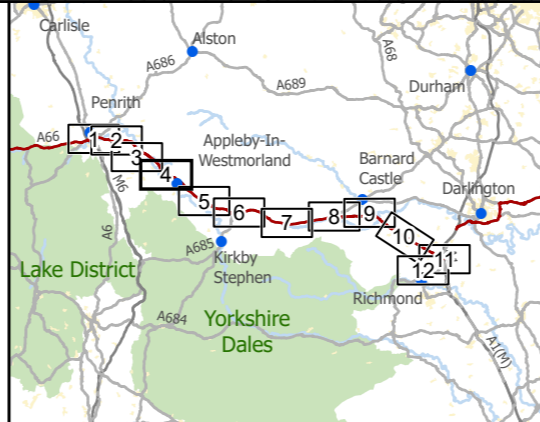 Carlisle
Alston
A68
A686
A689
Durham
Penrith
A66
1
2
3
4
Appleby-In-
Westmorland
Barnard
Castle
Darlington
M6
A6
5
6
7
8
9
10
11
12
A685
Kirkby
Stephen
Lake District
Richmond
A684
Yorkshire
Dales
A1(M)